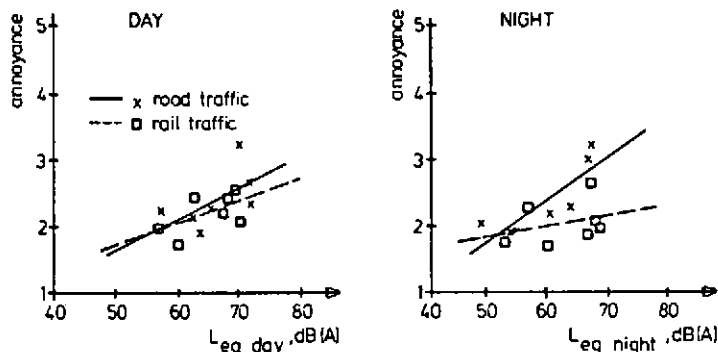 DAY
annoyance
5
4
3
2
1
road traffic
rail traffic
40 50 60 70 80
L eq day , dB(A)
NIGHT
annoyance
5
4
3
2
1
40 50 60 70 80
L eq night , dB(A)